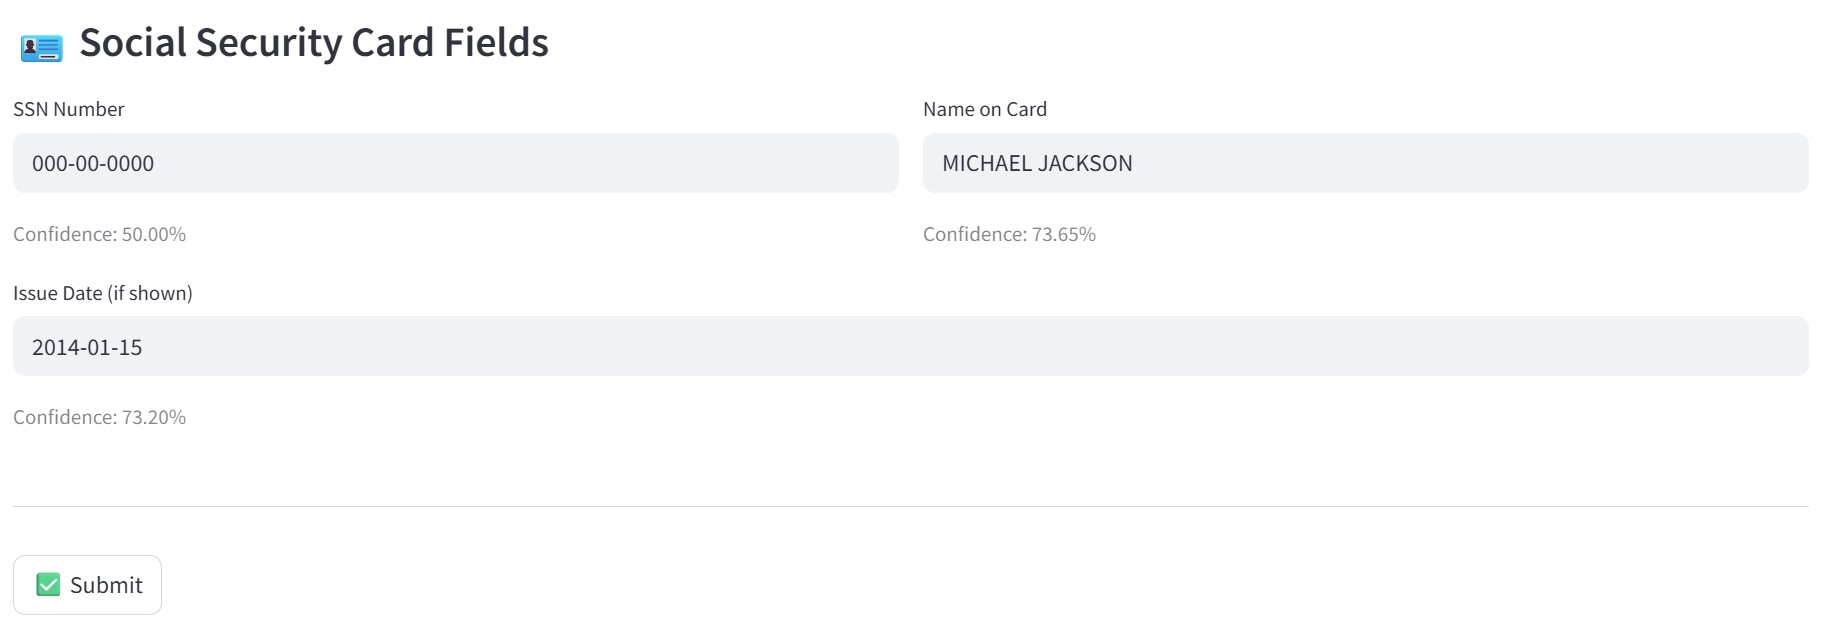 Social Security Card Fields
SSN Number
000-00-0000
Confidence: 50.00%
Name on Card
MICHAEL JACKSON
Confidence: 73.65%
Issue Date (if shown)
2014-01-15
Confidence: 73.20%
Submit